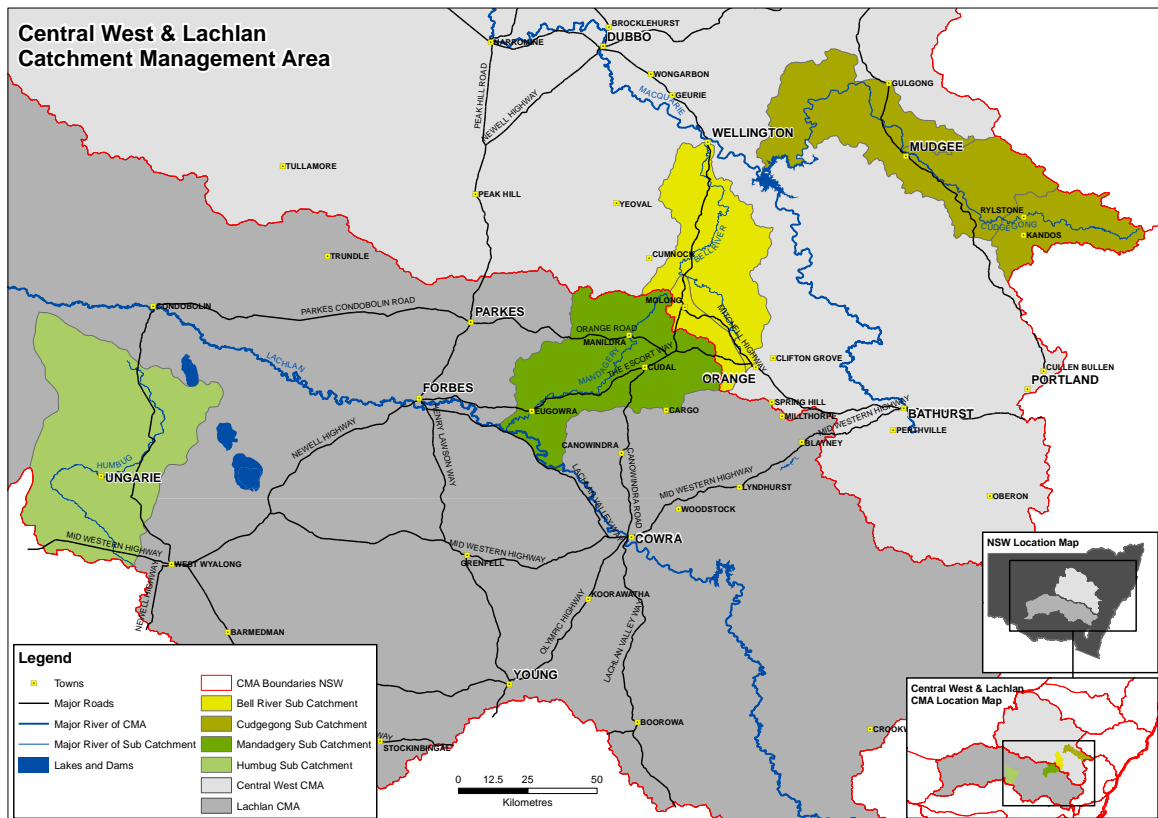 Central West & Lachlan
Catchment Management Area
BROCKLEHURST
NARROMINE
DUBBO
WONGARBON
GEURIE
MACQUARIE
PEAK HILL ROAD
NEWELL HIGHWAY
GULGONG
WELLINGTON
MUDGEE
TULLAMORE
PEAK HILL
YEOVAL
RYLSTONE
CUDGEGONG
KANDOS
BELL RIVER
CUMNOCK
TRUNDLE
CONDOBOLIN
PARKES CONDOBOLIN ROAD
PARKES
MOLONG
MITCHELL HIGHWAY
ORANGE ROAD
MANILDRA
LACHLAN
MANDAGERY
THE ESCORT WAY
CUDAL
CLIFTON GROVE
CULLEN BULLEN
ORANGE
PORTLAND
FORBES
EUGOWRA
CARGO
SPRING HILL
MILLTHORPE
BATHURST
MID WESTERN HIGHWAY
PERTHVILLE
HENRY LAWSON WAY
NEWELL HIGHWAY
CANOWINDRA
BLAYNEY
HUMBUG
UNGARIE
LACHLAN VALLEY WAY
CANOWINDRA ROAD
MID WESTERN HIGHWAY
LYNDHURST
OBERON
WOODSTOCK
MID WESTERN HIGHWAY
MID WESTERN HIGHWAY
COWRA
WEST WYALONG
GRENFELL
NEWELL HIGHWAY
KOORAWATHA
OLYMPIC HIGHWAY
LACHLAN VALLEY WAY
BARMEDMAN
YOUNG
BOOROWA
CROOKW
WAY
STOCKINBINGAL
Legend
Towns
Major Roads
Major River of CMA
Major River of Sub Catchment
Lakes and Dams
CMA Boundaries NSW
Bell River Sub Catchment
Cudgegong Sub Catchment
Mandadgery Sub Catchment
Humbug Sub Catchment
Central West CMA
Lachlan CMA
0 12.5 25 50
Kilometres
NSW Location Map
Central West & Lachlan
CMA Location Map